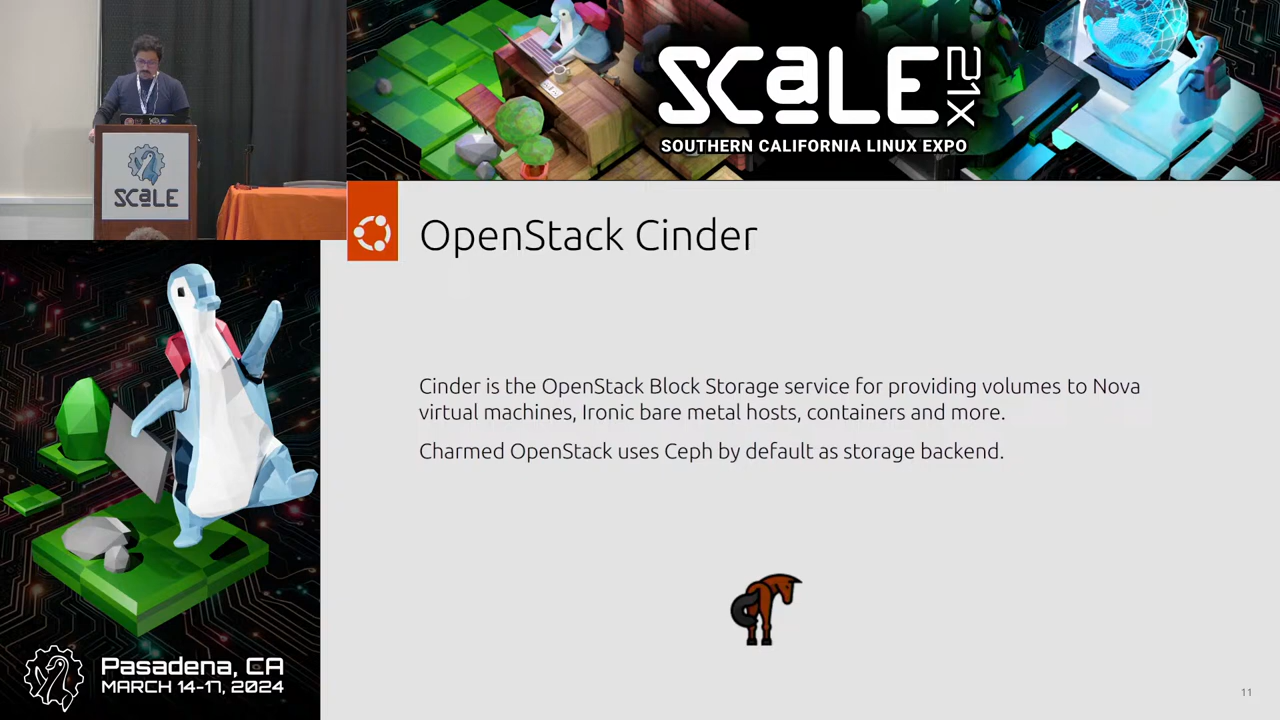 SCALE
SCALE 21X
SOUTHERN CALIFORNIA LINUX EXPO
OpenStack Cinder
Cinder is the OpenStack Block Storage service for providing volumes to Nova
virtual machines, Ironic bare metal hosts, containers and more.
Charmed OpenStack uses Ceph by default as storage backend.
Pasadena, CA
MARCH 14-17, 2024
11